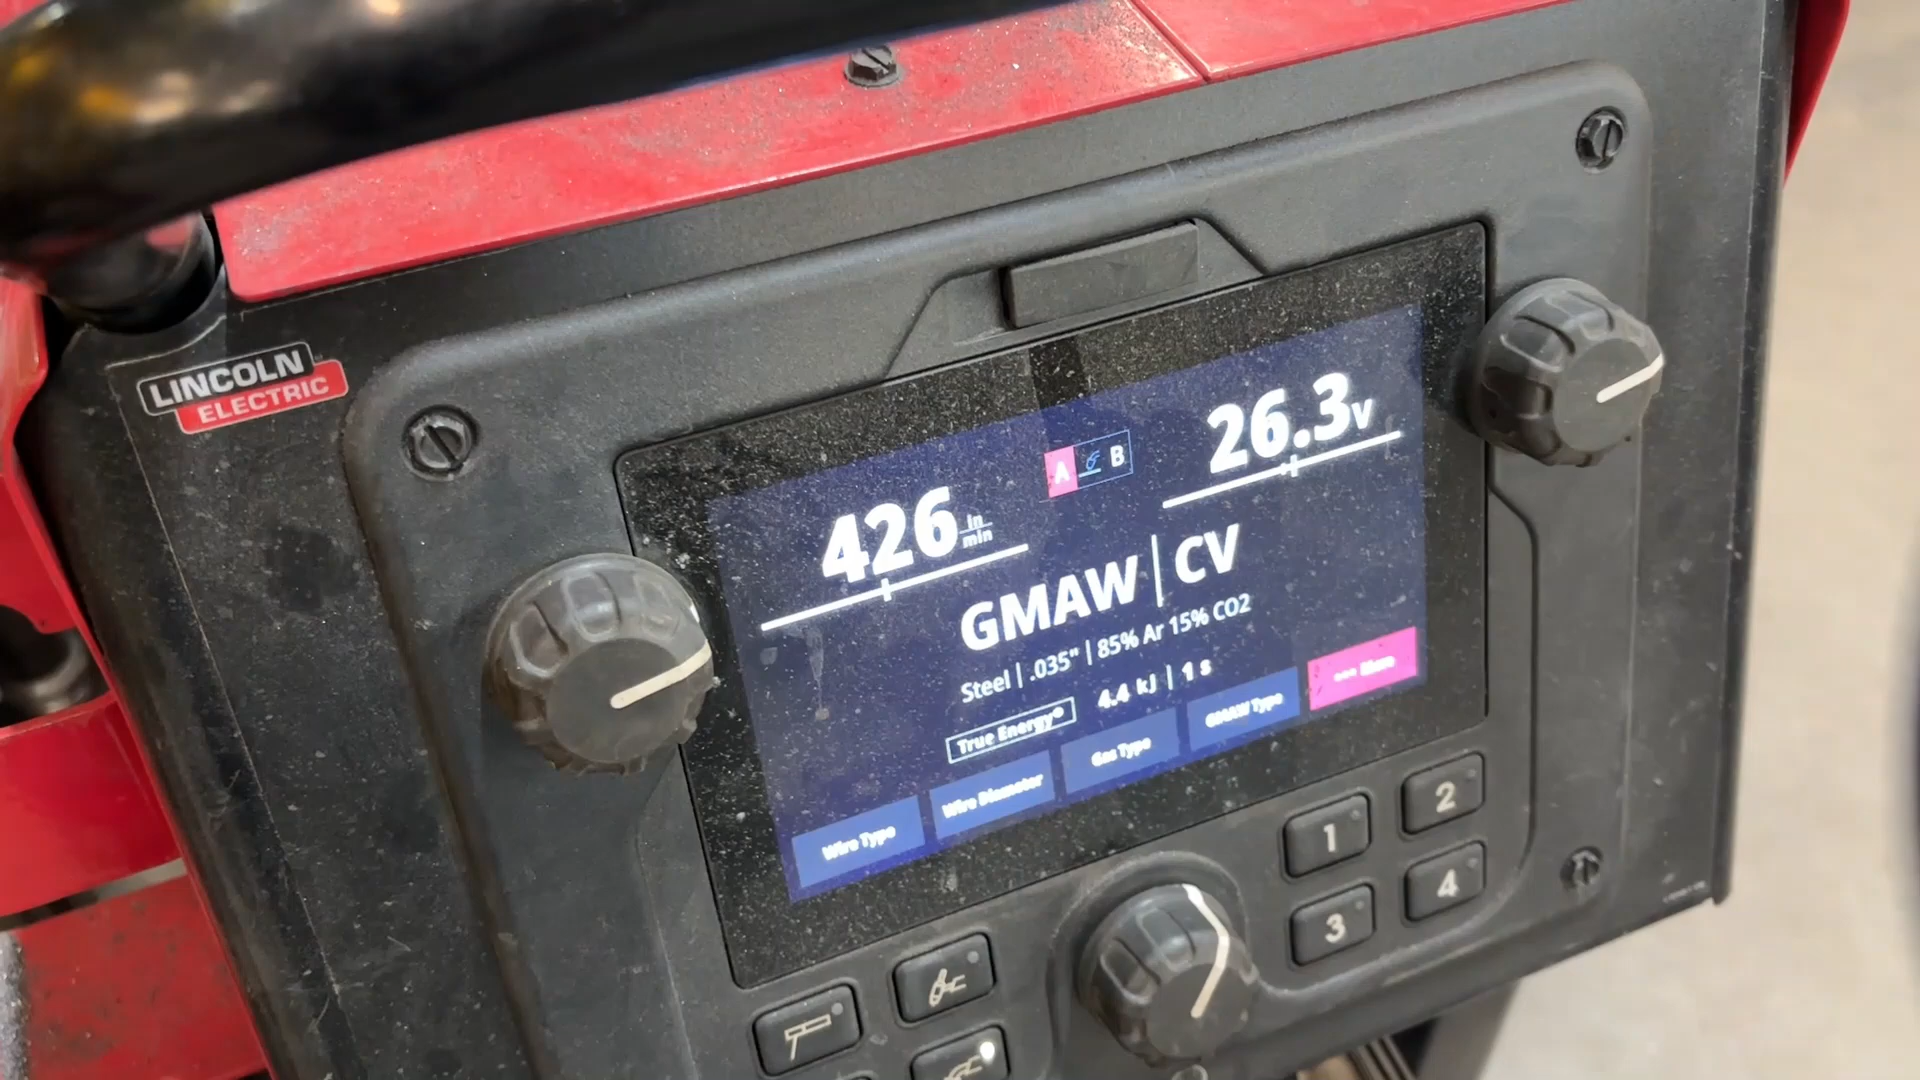 LINCOLN
ELECTRIC
426 in/min
A B
26.3V
GMAW | CV
Steel | .035" | 85% Ar 15% CO2
True Energy® 4.4 kJ | 1 s
Wire Type
Wire Diameter
Gas Type
GMAW Type
More
1
2
3
4